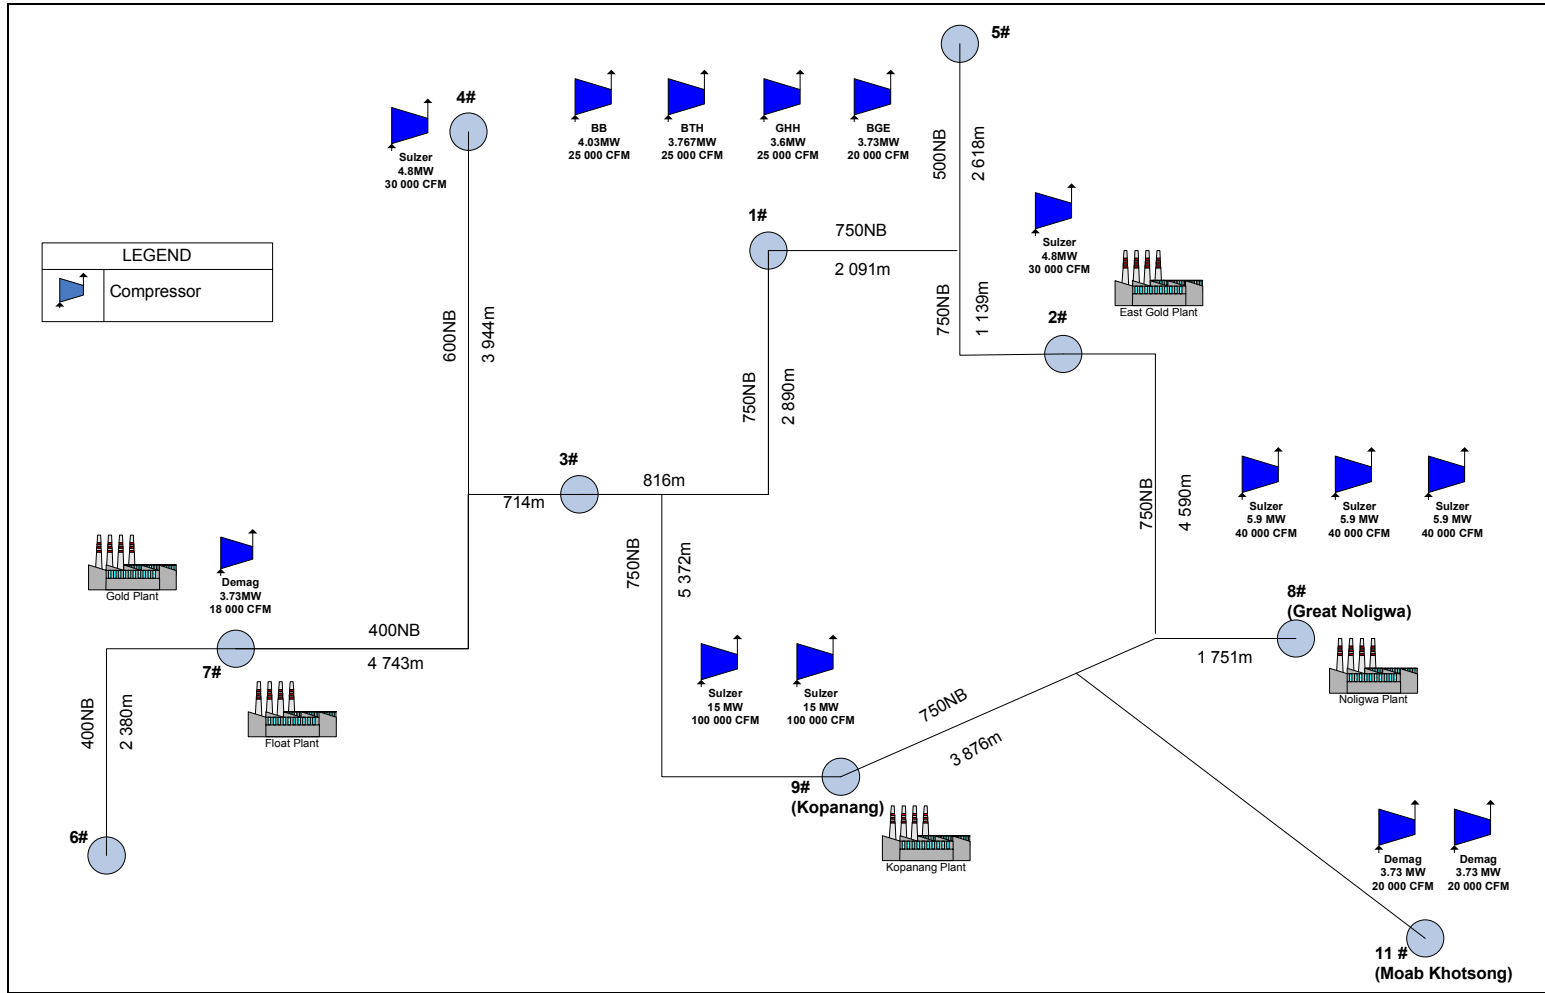 5#
4#
BB
4.03MW
25 000 CFM
BTH
3.767MW
25 000 CFM
GHH
3.6MW
25 000 CFM
BGE
3.73MW
20 000 CFM
Sulzer
4.8MW
30 000 CFM
500NB
2 618m
1#
750NB
2 091m
Sulzer
4.8MW
30 000 CFM
East Gold Plant
LEGEND
Compressor
600NB
3 944m
750NB
1 139m
2#
750NB
2 890m
3#
714m
816m
750NB
4 590m
Sulzer
5.9 MW
40 000 CFM
Sulzer
5.9 MW
40 000 CFM
Sulzer
5.9 MW
40 000 CFM
Gold Plant
Demag
3.73MW
18 000 CFM
750NB
5 372m
8#
(Great Noligwa)
1 751m
Noligwa Plant
400NB
4 743m
7#
Float Plant
Sulzer
15 MW
100 000 CFM
Sulzer
15 MW
100 000 CFM
750NB
3 876m
400NB
2 380m
6#
9#
(Kopanang)
Kopanang Plant
Demag
3.73 MW
20 000 CFM
Demag
3.73 MW
20 000 CFM
11 #
(Moab Khotsong)